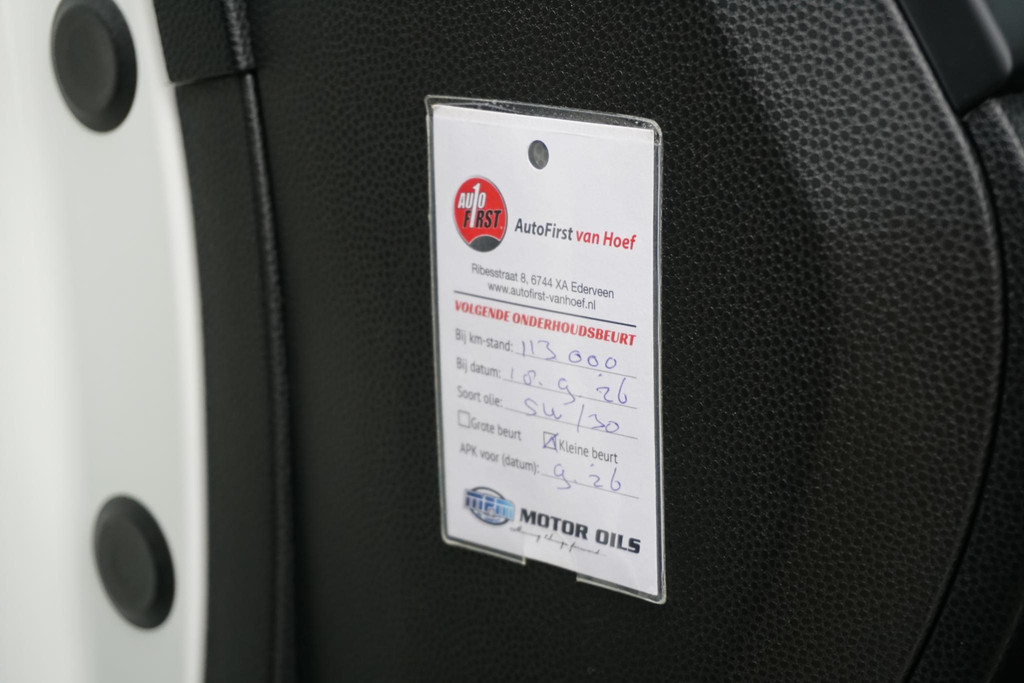 AUTO
FIRST
AutoFirst van Hoef
Ribesstraat 8, 6744 XA Ederveen
www.autofirst-vanhoef.nl
VOLGENDE ONDERHOUDSBEURT
Bij km-stand: 113 000
Bij datum: 18.9.'26
Soort olie: 5W/30
Grote beurt Kleine beurt
APK voor (datum): 9.'26
MPM MOTOR OILS